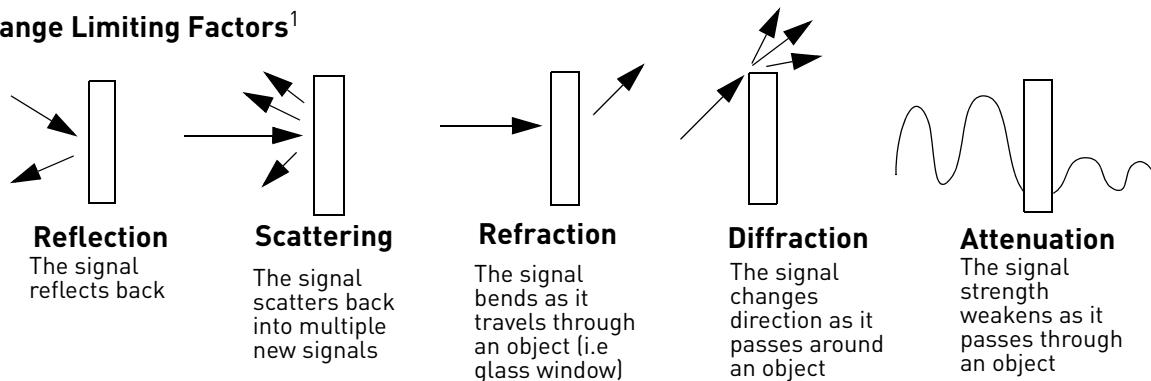 ange Limiting Factors1
Reflection
The signal
reflects back
Scattering
The signal
scatters back
into multiple
new signals
Refraction
The signal
bends as it
travels through
an object (i.e
glass window)
Diffraction
The signal
changes
direction as it
passes around
an object
Attenuation
The signal
strength
weakens as it
passes through
an object